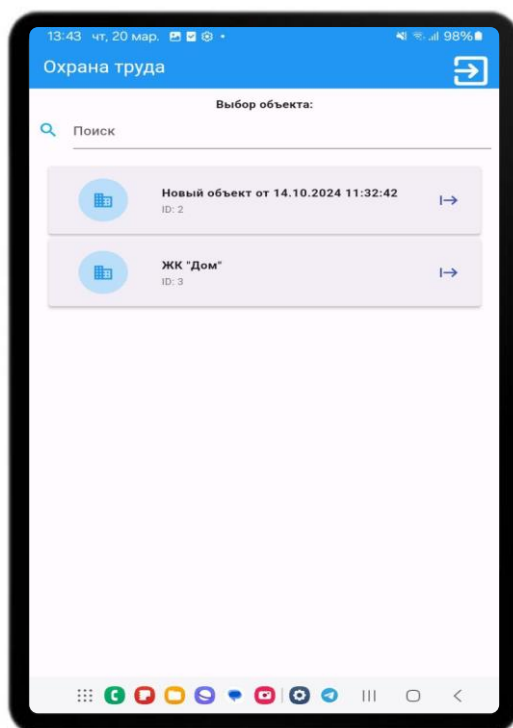 13:43 чт, 20 мар.
98%
Охрана труда
Выбор объекта:
Поиск
Новый объект от 14.10.2024 11:32:42
ID: 2
ЖК "Дом"
ID: 3